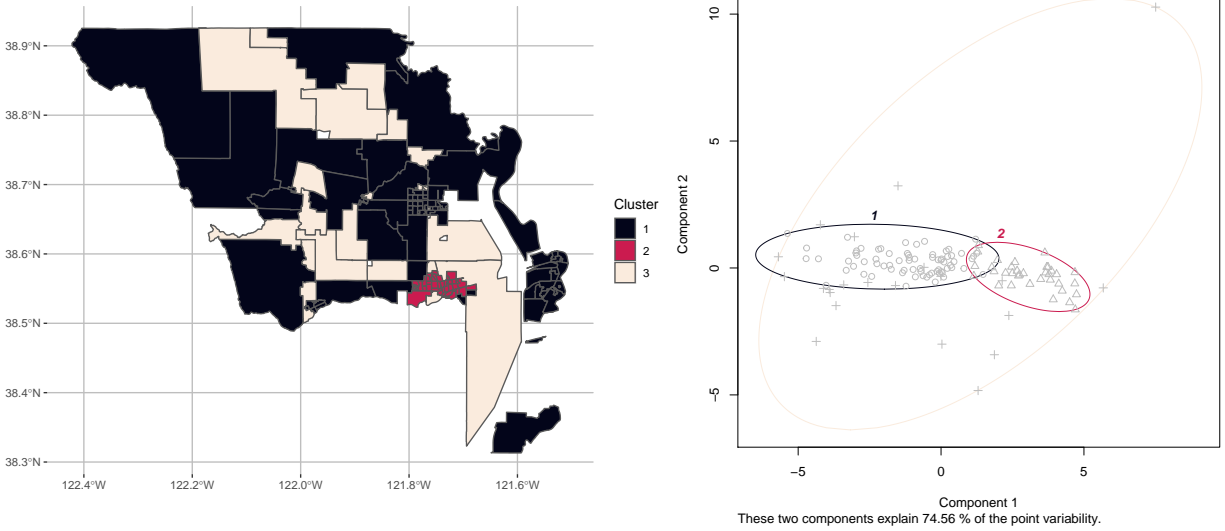 38.9°N
38.8°N
38.7°N
38.6°N
38.5°N
38.4°N
38.3°N
122.4°W 122.2°W 122.0°W 121.8°W 121.6°W
Cluster
1
2
3
Component 2
10
5
0
−5
1
2
−5 0 5
Component 1
These two components explain 74.56 % of the point variability.